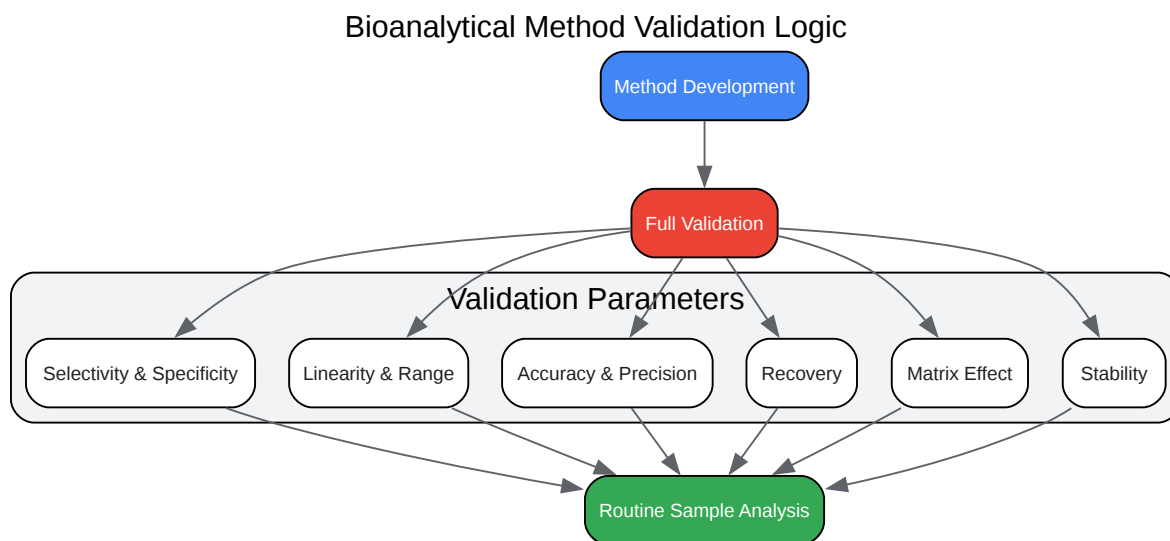 Bioanalytical Method Validation Logic
Method Development
Full Validation
Validation Parameters
Selectivity & Specificity
Linearity & Range
Accuracy & Precision
Recovery
Matrix Effect
Stability
Routine Sample Analysis